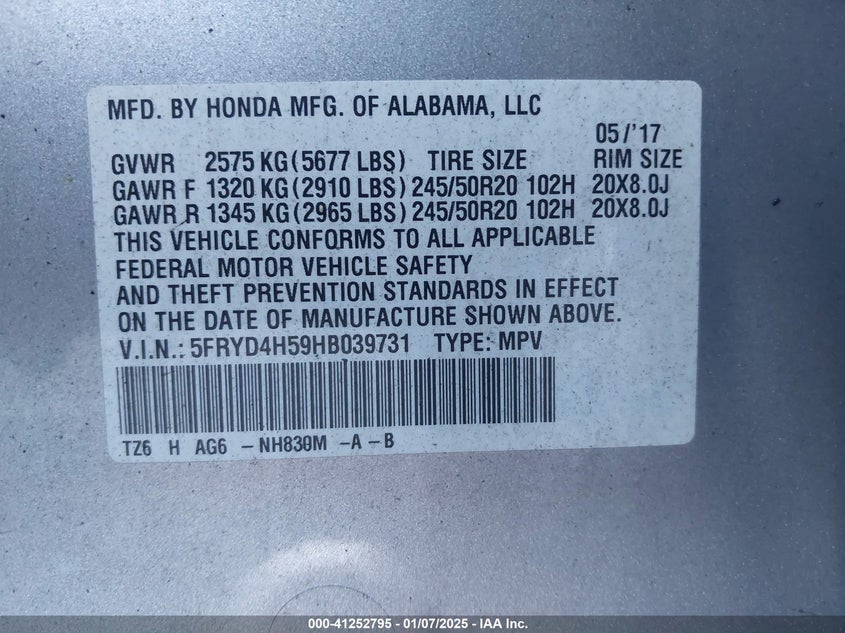 MFD. BY HONDA MFG. OF ALABAMA, LLC
05/'17
GVWR 2575 KG (5677 LBS) TIRE SIZE RIM SIZE
GAWR F 1320 KG (2910 LBS) 245/50R20 102H 20X8.0J
GAWR R 1345 KG (2965 LBS) 245/50R20 102H 20X8.0J
THIS VEHICLE CONFORMS TO ALL APPLICABLE
FEDERAL MOTOR VEHICLE SAFETY
AND THEFT PREVENTION STANDARDS IN EFFECT
ON THE DATE OF MANUFACTURE SHOWN ABOVE.
V.I.N.: 5FRYD4H59HB039731 TYPE: MPV
TZ6 H AG6 - NH830M -A - B
000-41252795 - 01/07/2025 - IAA Inc.